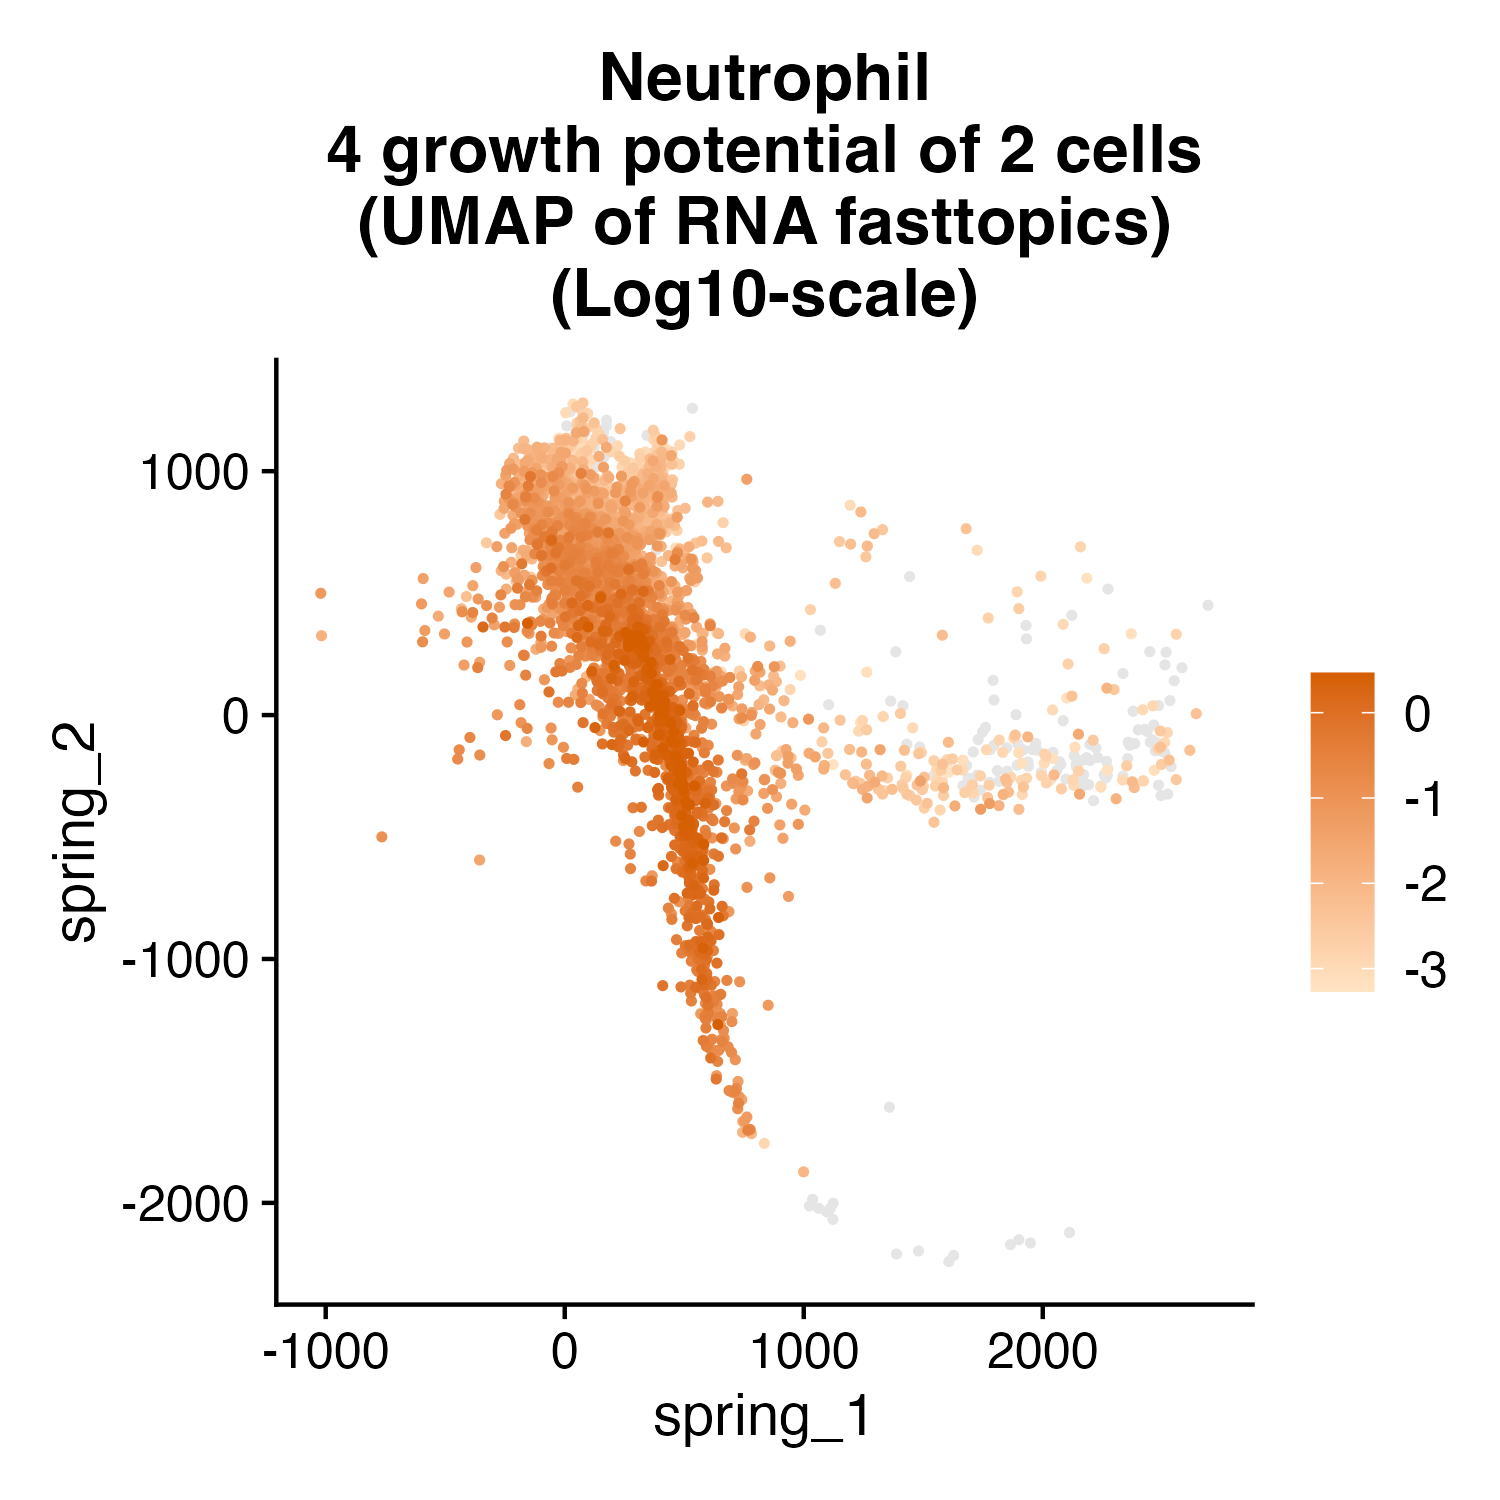 Neutrophil
4 growth potential of 2 cells
(UMAP of RNA fasttopics)
(Log10-scale)
1000
0
-1000
-2000
spring_2
-1000
0
1000
2000
spring_1
0
-1
-2
-3